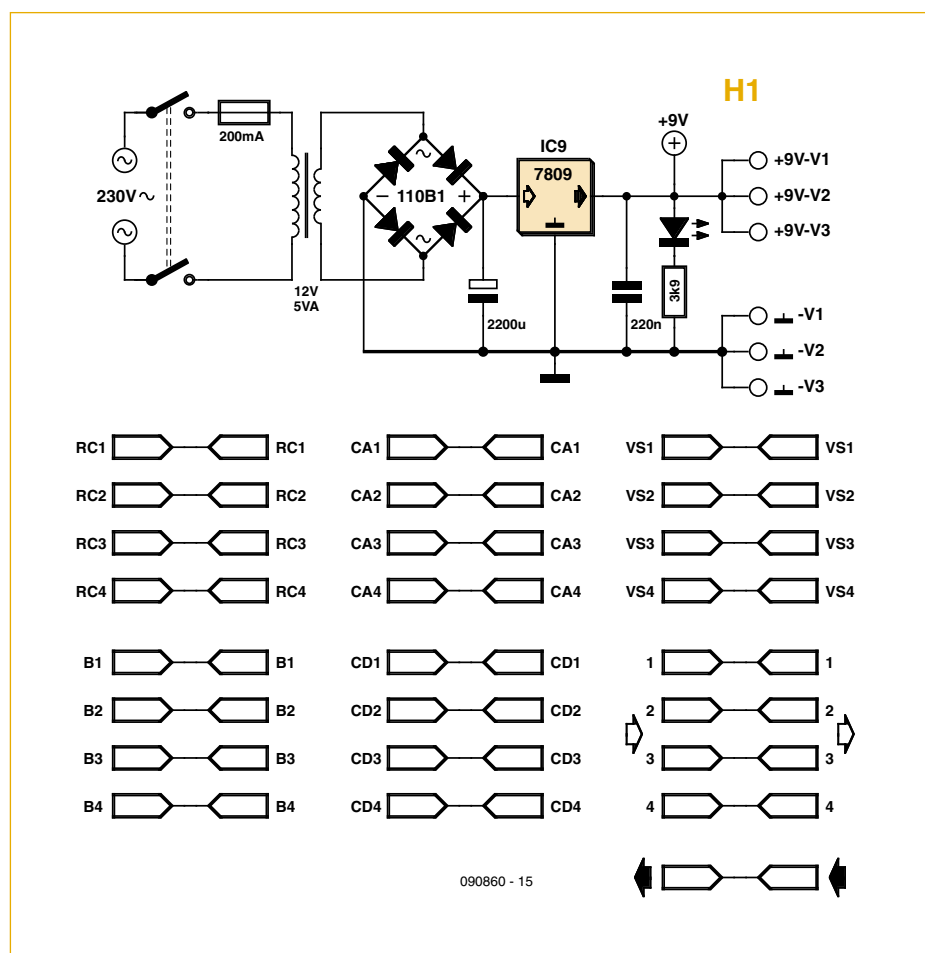 H1
200mA
230V~
~
~
12V
5VA
~
− 110B1 +
~
2200u
IC9
7809
220n
+9V
+
3k9
+9V-V1
+9V-V2
+9V-V3
-V1
-V2
-V3
RC1 RC1 CA1 CA1 VS1 VS1
RC2 RC2 CA2 CA2 VS2 VS2
RC3 RC3 CA3 CA3 VS3 VS3
RC4 RC4 CA4 CA4 VS4 VS4
B1 B1 CD1 CD1 1 1
B2 B2 CD2 CD2 2 2
B3 B3 CD3 CD3 3 3
B4 B4 CD4 CD4 4 4
090860 - 15